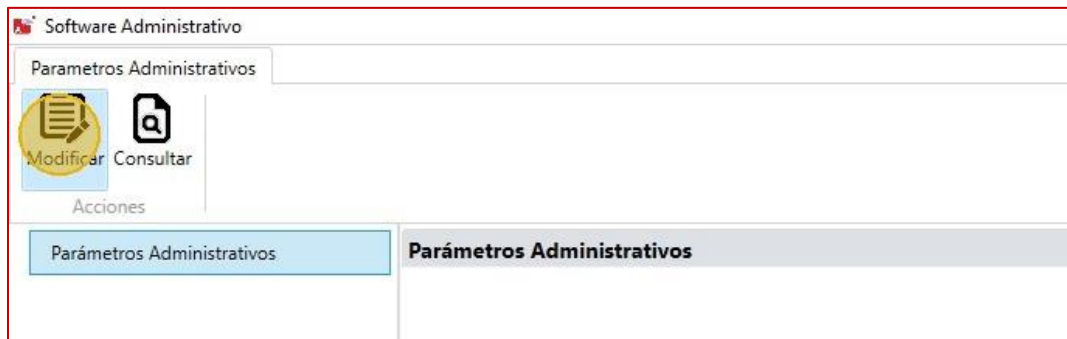 Software Administrativo
Parametros Administrativos
Modificar Consultar
Acciones
Parámetros Administrativos
Parámetros Administrativos